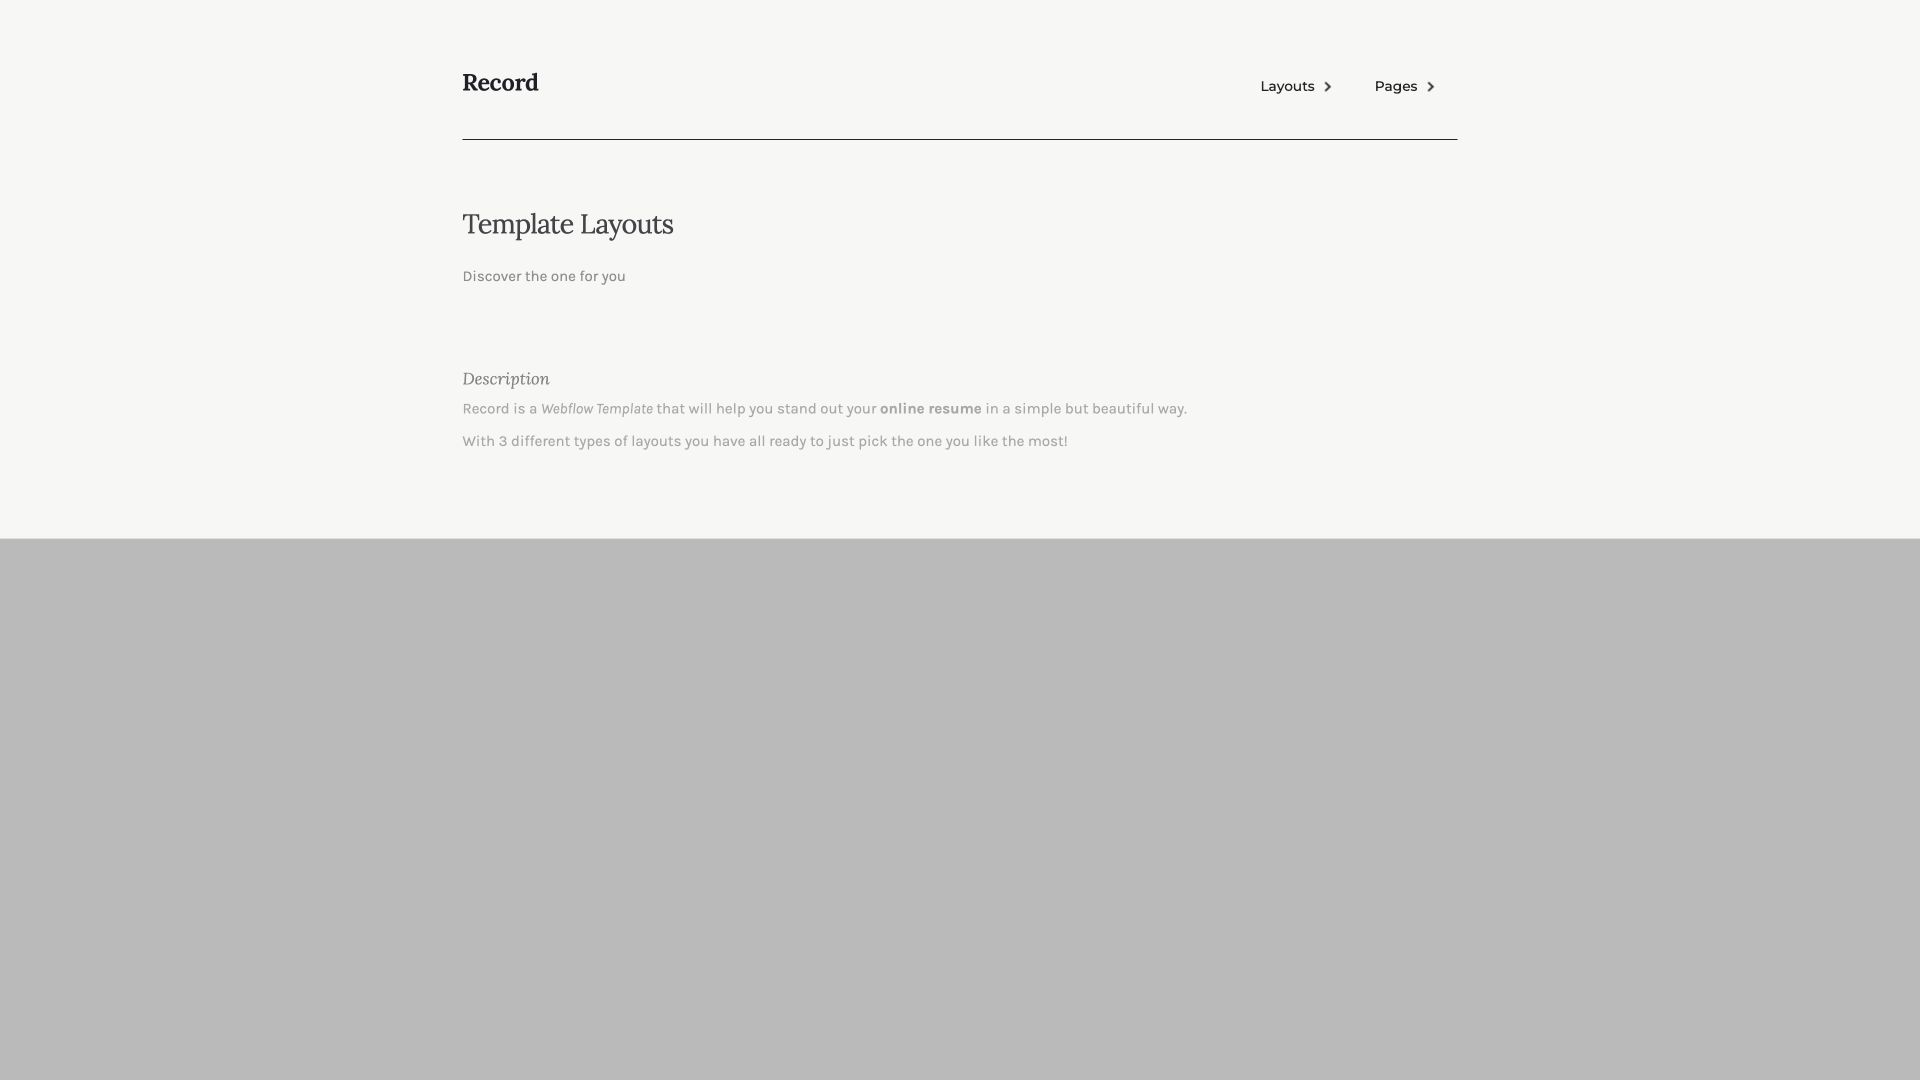 Record
Layouts
Pages
Template Layouts
Discover the one for you
Description
Record is a Webflow Template that will help you stand out your online resume in a simple but beautiful way.
With 3 different types of layouts you have all ready to just pick the one you like the most!